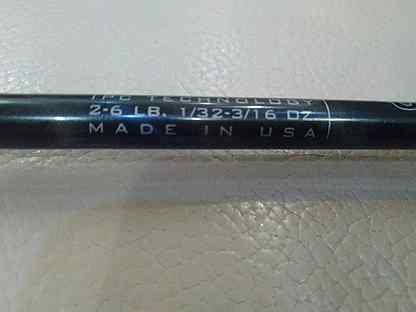 IPC TECHNOLOGY
2-6 LB. 1/32-3/16 OZ
MADE IN USA